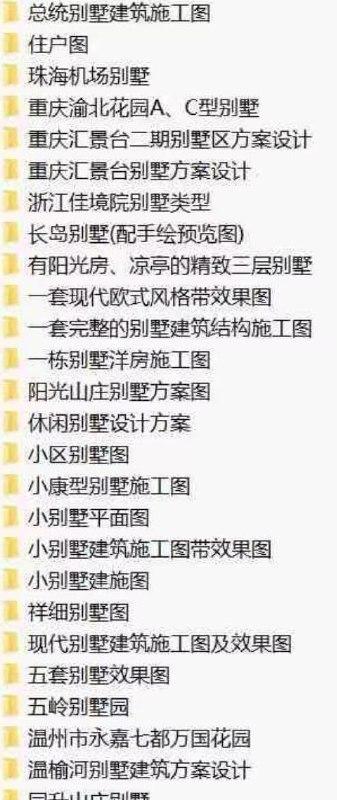 总统别墅建筑施工图
住户图
珠海机场别墅
重庆渝北花园A、C型别墅
重庆汇景台二期别墅区方案设计
重庆汇景台别墅方案设计
浙江佳境院别墅类型
长岛别墅(配手绘预览图)
有阳光房、凉亭的精致三层别墅
一套现代欧式风格带效果图
一套完整的别墅建筑结构施工图
一栋别墅洋房施工图
阳光山庄别墅方案图
休闲别墅设计方案
小区别墅图
小康型别墅施工图
小别墅平面图
小别墅建筑施工图带效果图
小别墅建施图
祥细别墅图
现代别墅建筑施工图及效果图
五套别墅效果图
五岭别墅园
温州市永嘉七都万国花园
温榆河别墅建筑设计
山庄别墅